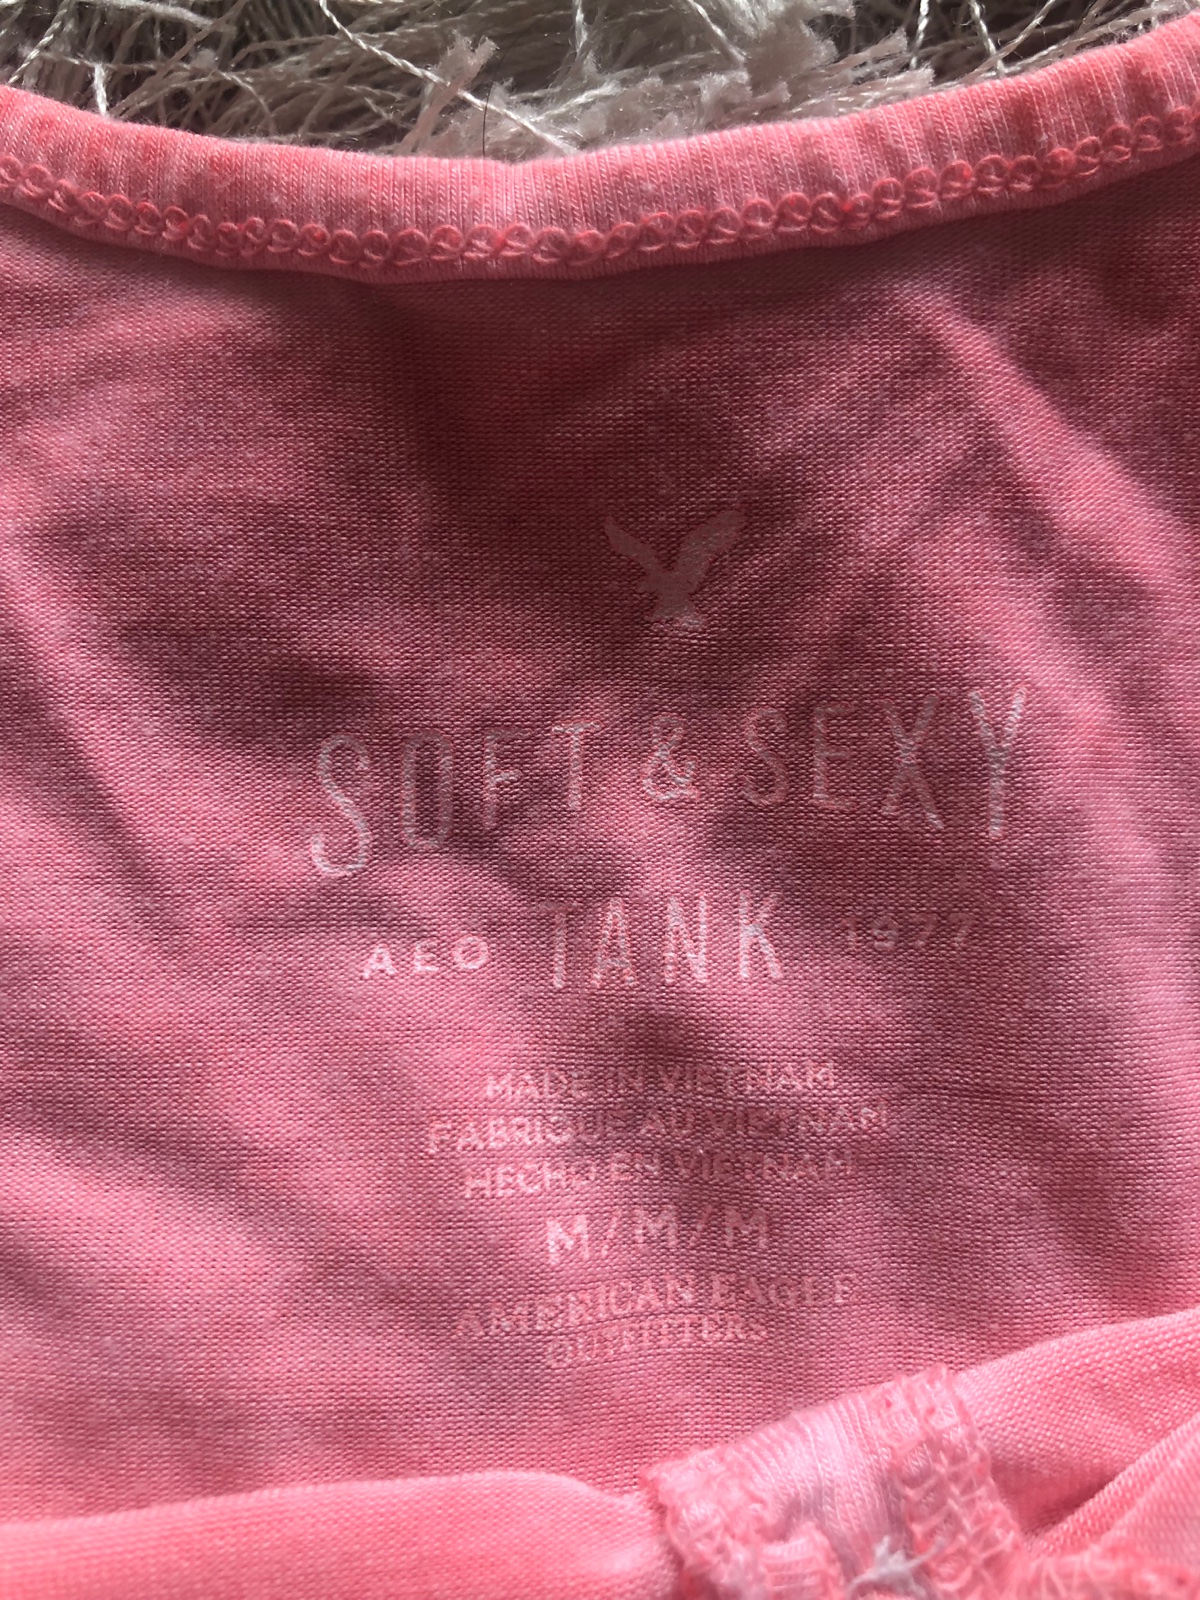 SOFT & SEXY
AEO TANK 1977
MADE IN VIETNAM
FABRIQUE AU VIETNAM
HECHO EN VIETNAM
M/M/M
AMERICAN EAGLE
OUTFITTERS